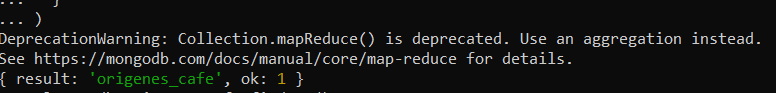 ...   }
... )
DeprecationWarning: Collection.mapReduce() is deprecated. Use an aggregation instead.
See https://mongodb.com/docs/manual/core/map-reduce for details.
{ result: 'origenes_cafe', ok: 1 }